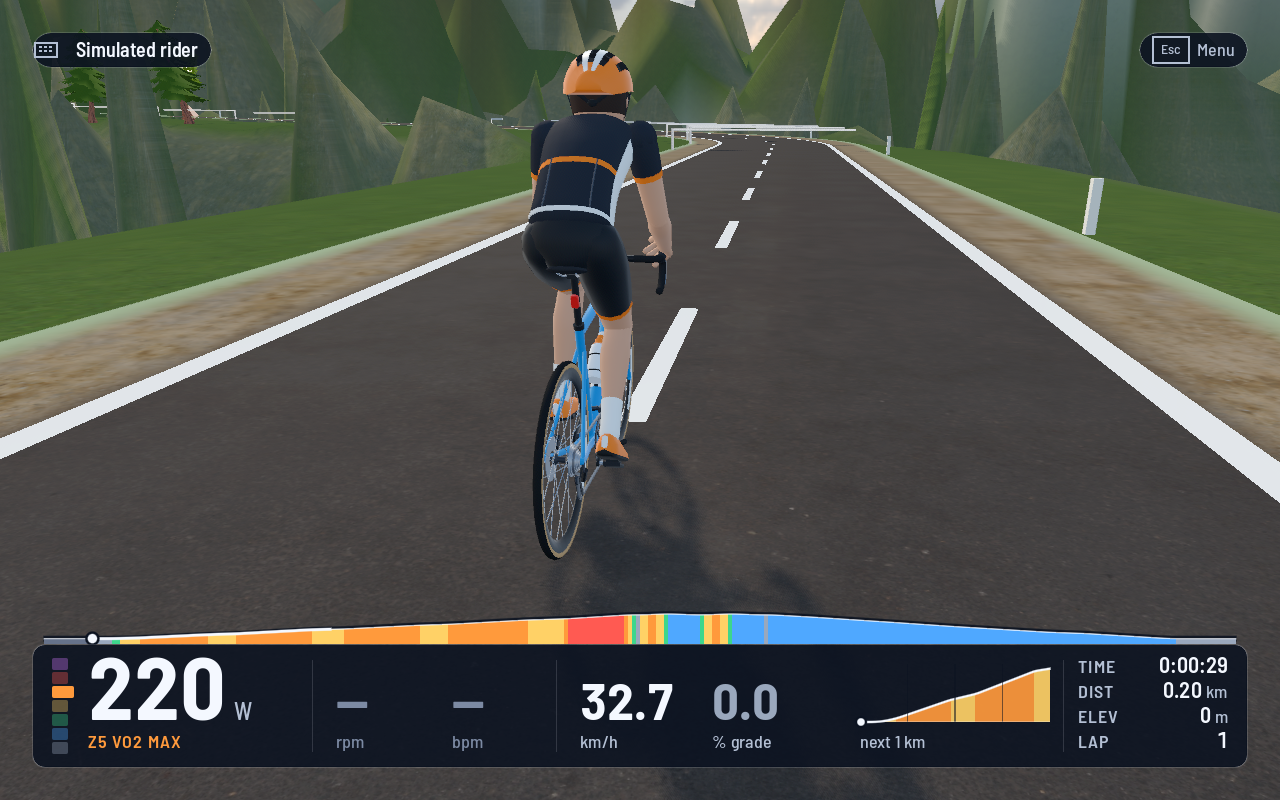 Simulated rider
Esc Menu
220 W
Z5 VO2 MAX
— rpm
— bpm
32.7 km/h
0.0 % grade
next 1 km
TIME 0:00:29
DIST 0.20 km
ELEV 0 m
LAP 1